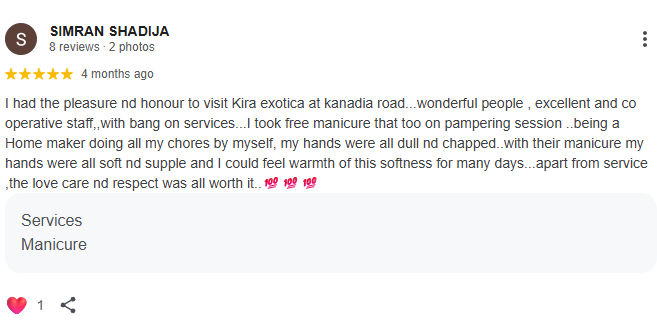 S
SIMRAN SHADIJA
8 reviews · 2 photos
4 months ago
I had the pleasure nd honour to visit Kira exotica at kanadia road...wonderful people , excellent and co
operative staff,,with bang on services...I took free manicure that too on pampering session ..being a
Home maker doing all my chores by myself, my hands were all dull nd chapped..with their manicure my
hands were all soft nd supple and I could feel warmth of this softness for many days...apart from service
,the love care nd respect was all worth it.. 💯 💯 💯
Services
Manicure
1